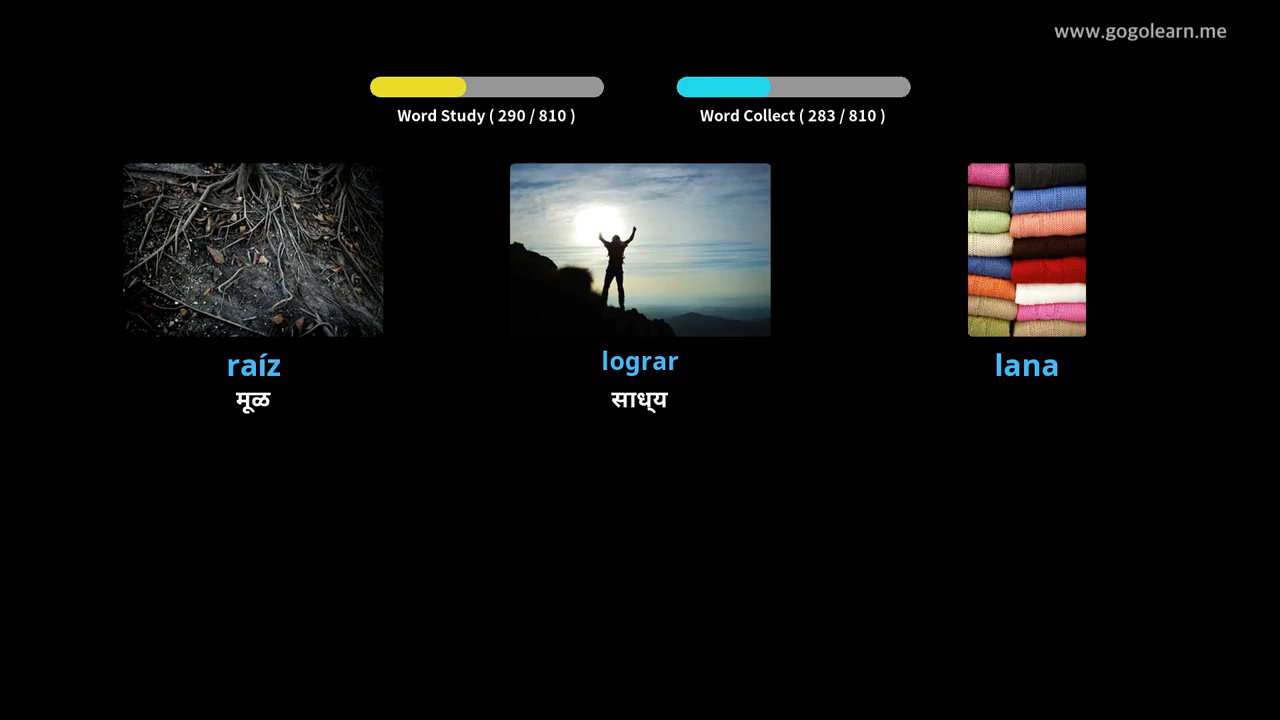 www.gogolearn.me
Word Study ( 290 / 810 )
Word Collect ( 283 / 810 )
raíz
मूळ
lograr
साध्य
lana